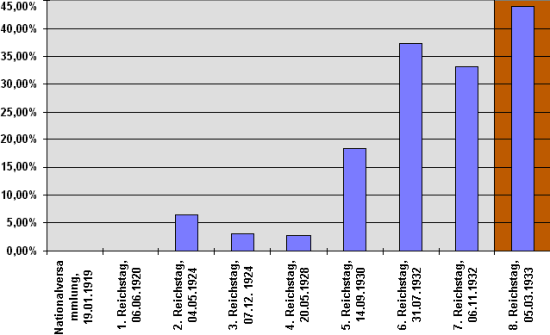 45,00%
40,00%
35,00%
30,00%
25,00%
20,00%
15,00%
10,00%
5,00%
0,00%
Nationalversa
mmlung,
19.01.1919
1. Reichstag,
06.06.1920
2. Reichstag,
04.05.1924
3. Reichstag,
07.12. 1924
4. Reichstag,
20.05.1928
5. Reichstag,
14.09.1930
6. Reichstag,
31.07.1932
7. Reichstag,
06.11.1932
8. Reichstag,
05.03.1933